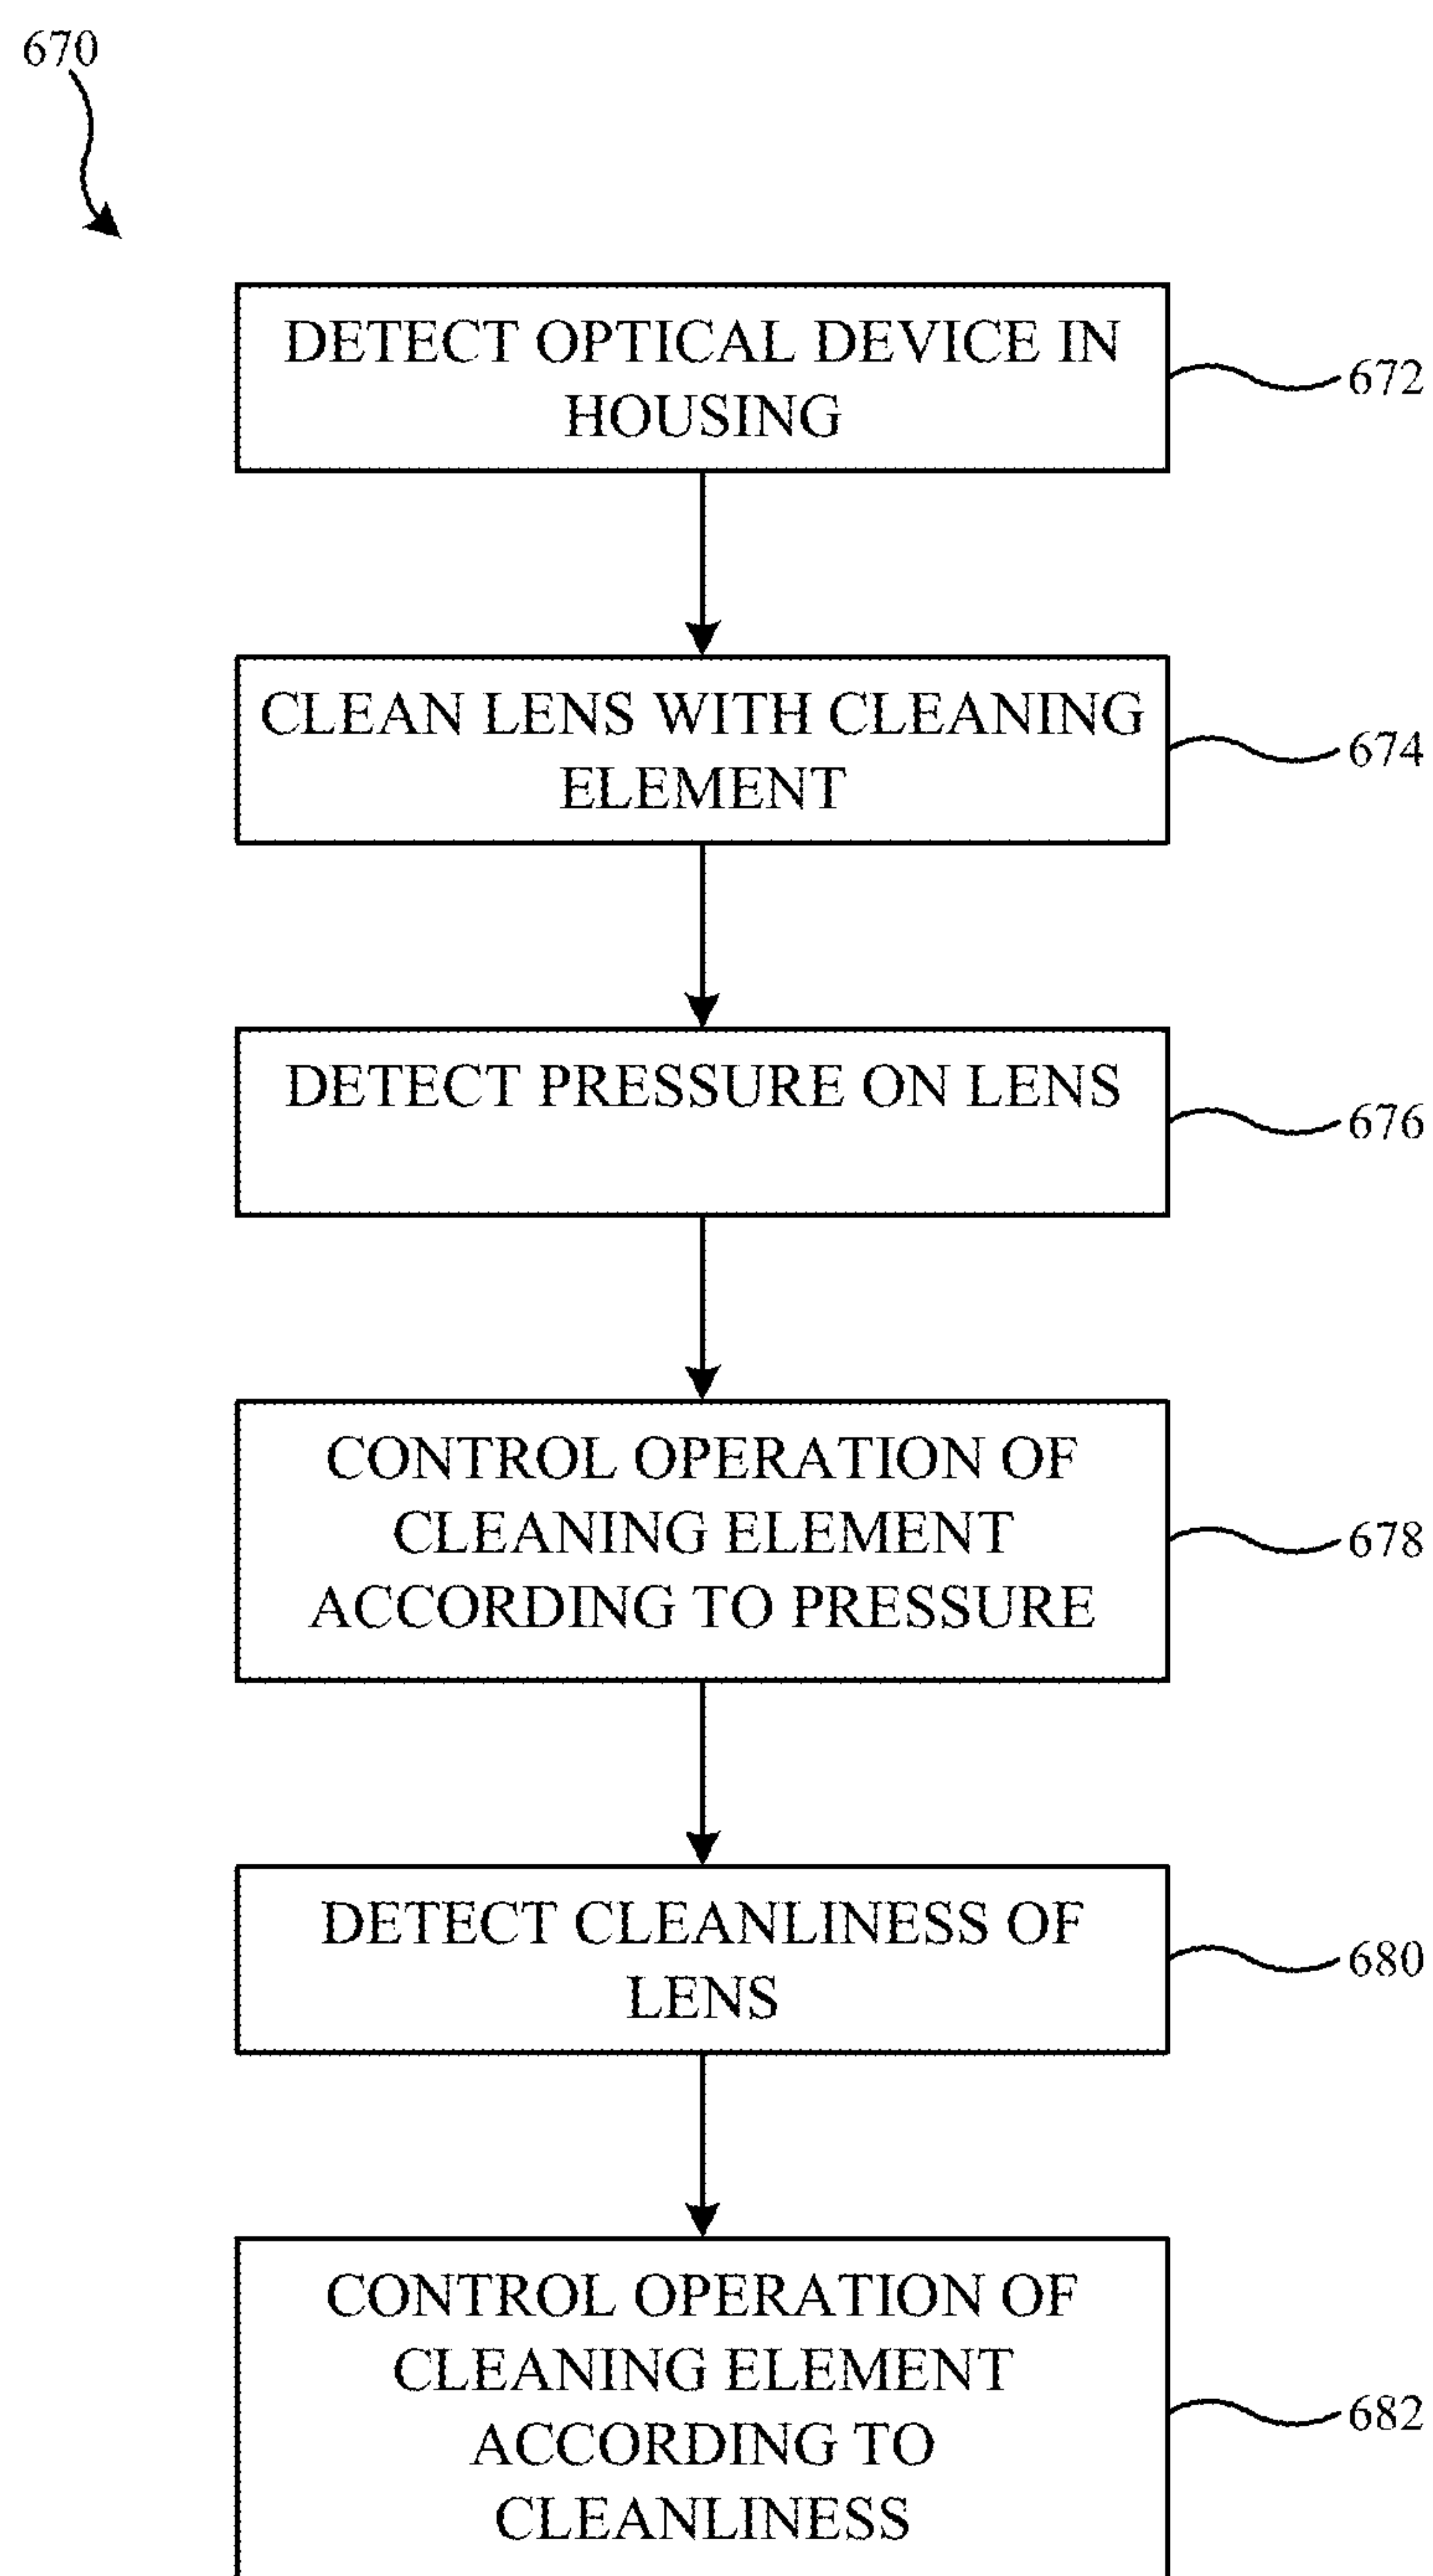 670
DETECT OPTICAL DEVICE IN
HOUSING
672
CLEAN LENS WITH CLEANING
ELEMENT
674
DETECT PRESSURE ON LENS
676
CONTROL OPERATION OF
CLEANING ELEMENT
ACCORDING TO PRESSURE
678
DETECT CLEANLINESS OF
LENS
680
CONTROL OPERATION OF
CLEANING ELEMENT
ACCORDING TO
CLEANLINESS
682